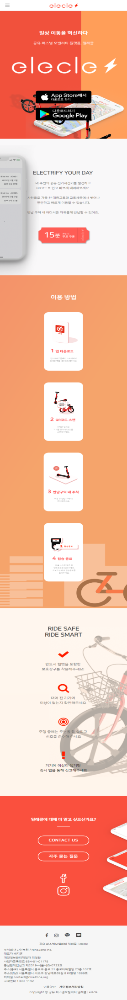 elecle
일상 이동을 혁신하다
공유 퍼스널 모빌리티 플랫폼, 일레클
elecle
App Store에서
다운로드 하기
다운로드하기
Google Play
Bike No A0001
2019년 3월 2일
오후 5시 57분
Bike No A0005
2019년 3월 2일
오후 5시 57분
ELECTRIFY YOUR DAY
내 주변의 공유 전기자전거를 발견하고
QR코드로 쉽고 빠르게 대여해보세요.
사람들로 가득 찬 대중교통과 교통체증에서 벗어나
편안하고 빠르게 이동할 수 있습니다.
반납 구역 내 어디서든 자유롭게 반납할 수 있어요.
15분
가입 시
무료 쿠폰
elecle
이용 방법
1 앱 다운로드
2 QR코드 스캔
3 반납구역 내 주차
P
탑승종료
4 탑승 종료
RIDE SAFE
RIDE SMART
반드시 헬멧을 포함한
보호장구를 착용해주세요!
대여 전 기기에
이상이 없는지 확인해주세요.
주행 중에는 주변을 잘 살피고
신호를 준수해 주세요.
기기에 이상이 생기면
즉시 앱을 통해 신고해주세요.
일레클에 대해 더 알고 싶으신가요?
CONTACT US
자주 묻는 질문
공유 퍼스널모빌리티 일레클 | elecle
주식회사 나인투원 / Nine2one Inc.
대표자 배지훈
개인정보관리책임자 최정완
사업자등록번호 654-81-01178
통신판매업신고 제2019-서울서초-0723호
주소(종로) 서울특별시 종로구 종로 51 종로타워빌딩 23층 107호
주소(강남) 서울특별시 서초구 강남대로69길 8 KI빌딩 1089호
이메일 contact@nine2one.org
고객센터 1800-1192
이용약관 개인정보처리방침
Copyright ⓒ 공유 퍼스널모빌리티 일레클 | elecle